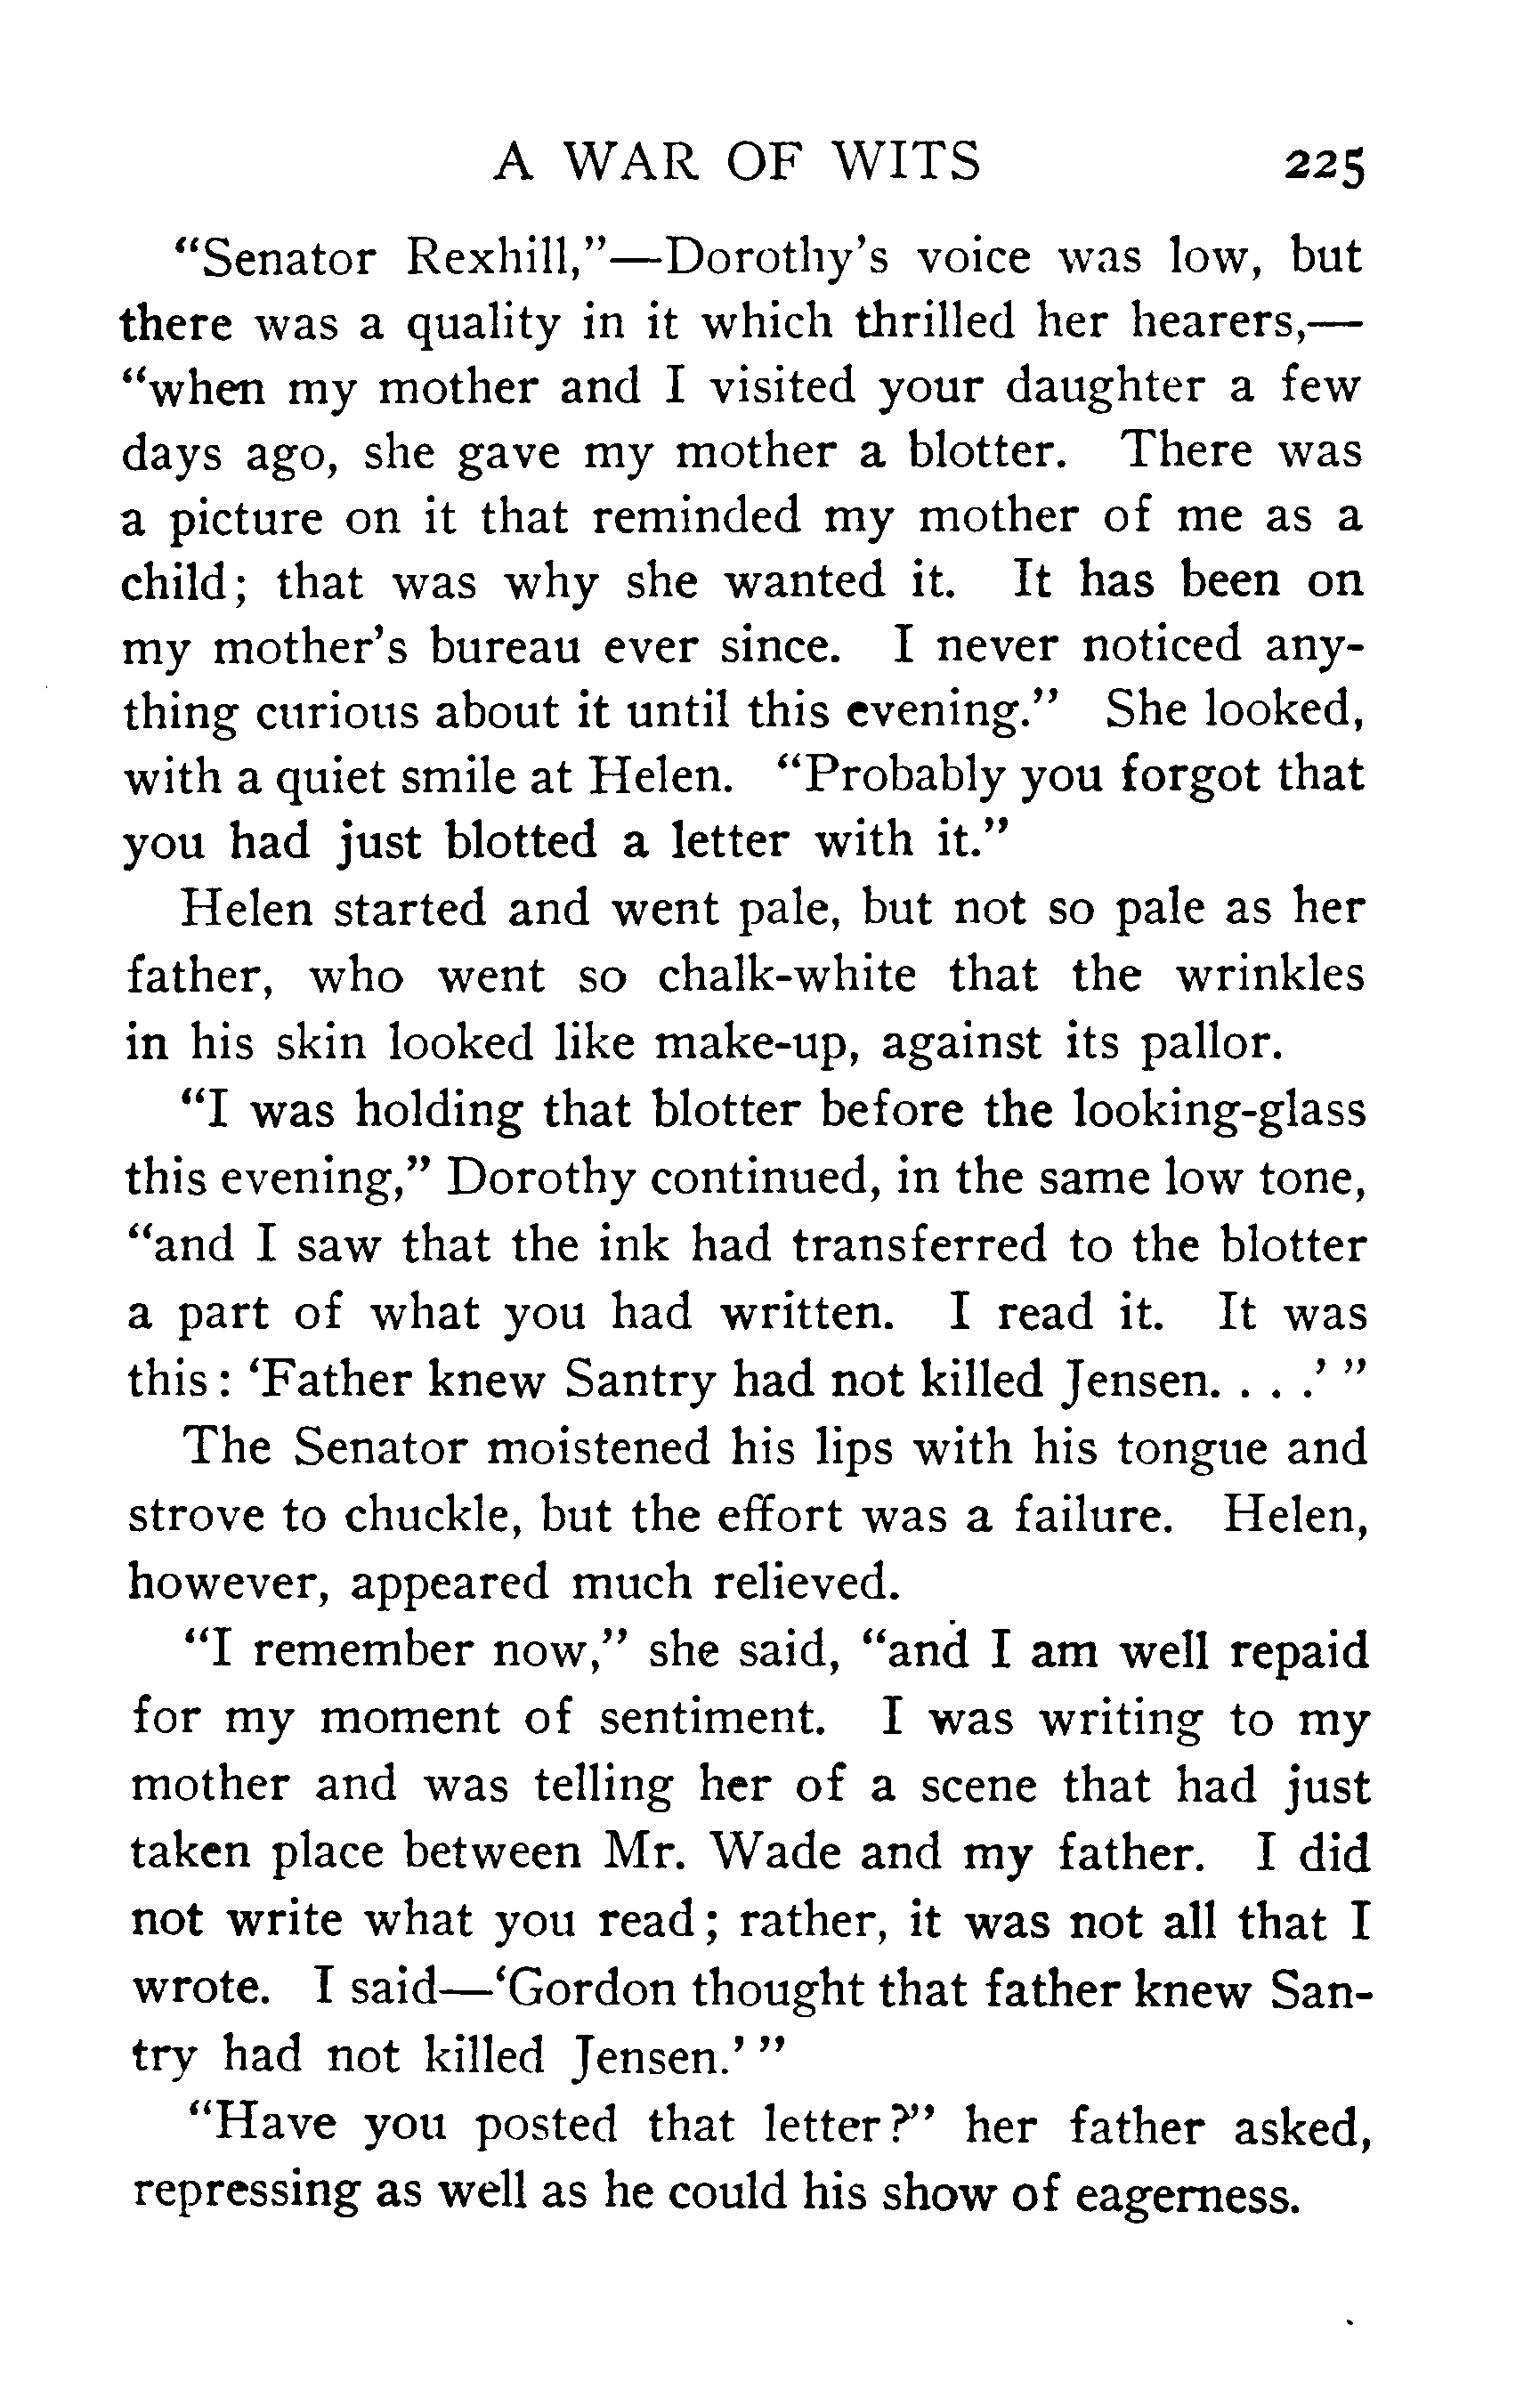 A WAR OF WITS 225
“Senator Rexhill,”—Dorothy’s voice was low, but
there was a quality in it which thrilled her hearers,—
“when my mother and I visited your daughter a few
days ago, she gave my mother a blotter. There was
a picture on it that reminded my mother of me as a
child; that was why she wanted it. It has been on
my mother’s bureau ever since. I never noticed any-
thing curious about it until this evening.” She looked,
with a quiet smile at Helen. “Probably you forgot that
you had just blotted a letter with it.”
Helen started and went pale, but not so pale as her
father, who went so chalk-white that the wrinkles
in his skin looked like make-up, against its pallor.
“I was holding that blotter before the looking-glass
this evening,” Dorothy continued, in the same low tone,
“and I saw that the ink had transferred to the blotter
a part of what you had written. I read it. It was
this: ‘Father knew Santry had not killed Jensen. . . .’ ”
The Senator moistened his lips with his tongue and
strove to chuckle, but the effort was a failure. Helen,
however, appeared much relieved.
“I remember now,” she said, “and I am well repaid
for my moment of sentiment. I was writing to my
mother and was telling her of a scene that had just
taken place between Mr. Wade and my father. I did
not write what you read; rather, it was not all that I
wrote. I said—‘Gordon thought that father knew San-
try had not killed Jensen.’ ”
“Have you posted that letter?” her father asked,
repressing as well as he could his show of eagerness.